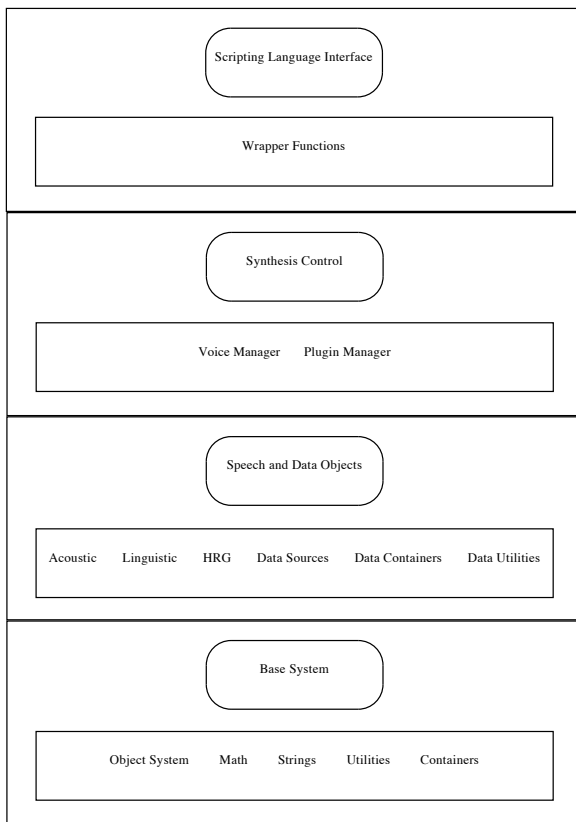 Scripting Language Interface
Wrapper Functions
Synthesis Control
Voice Manager Plugin Manager
Speech and Data Objects
Acoustic Linguistic HRG Data Sources Data Containers Data Utilities
Base System
Object System Math Strings Utilities Containers